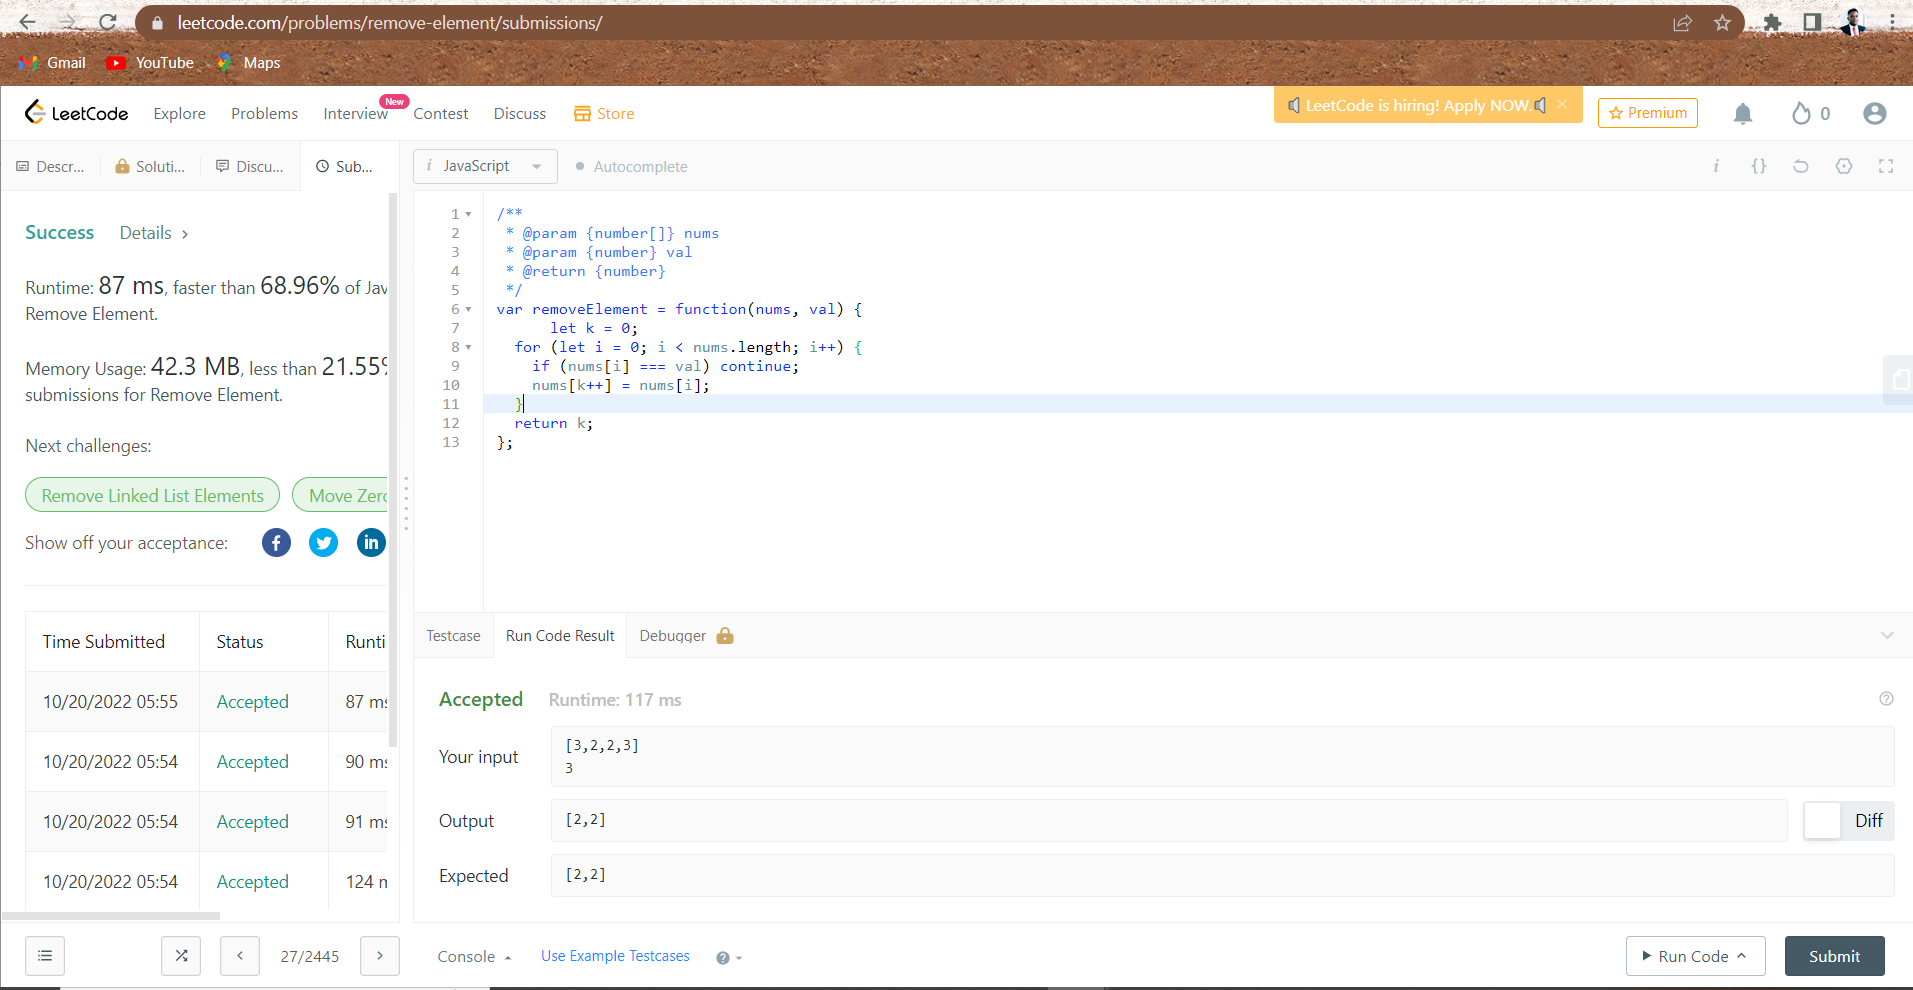 leetcode.com/problems/remove-element/submissions/
Gmail YouTube Maps
LeetCode Explore Problems Interview New Contest Discuss Store LeetCode is hiring! Apply NOW. Premium 0
Descr... Soluti... Discu... Sub...
i JavaScript Autocomplete i {}
Success Details >
Runtime: 87 ms, faster than 68.96% of Jav
Remove Element.
Memory Usage: 42.3 MB, less than 21.55%
submissions for Remove Element.
Next challenges:
Remove Linked List Elements Move Zero
Show off your acceptance:
Time Submitted Status Runti
10/20/2022 05:55 Accepted 87 ms
10/20/2022 05:54 Accepted 90 ms
10/20/2022 05:54 Accepted 91 ms
10/20/2022 05:54 Accepted 124 m
27/2445
1 /**
2 * @param {number[]} nums
3 * @param {number} val
4 * @return {number}
5 */
6 var removeElement = function(nums, val) {
7 let k = 0;
8 for (let i = 0; i < nums.length; i++) {
9 if (nums[i] === val) continue;
10 nums[k++] = nums[i];
11 }
12 return k;
13 };
Testcase Run Code Result Debugger
Accepted Runtime: 117 ms
Your input
[3,2,2,3]
3
Output [2,2] Diff
Expected [2,2]
Console Use Example Testcases Run Code Submit